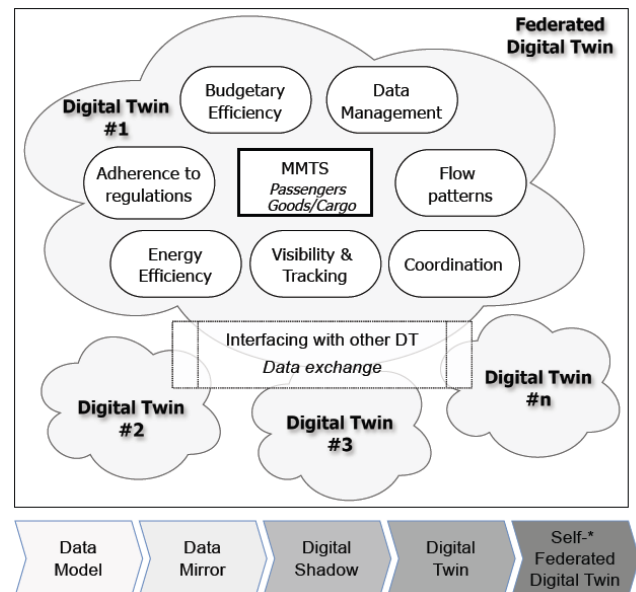 Federated
Digital Twin
Digital Twin
#1
Budgetary
Efficiency
Data
Management
Adherence to
regulations
MMTS
Passengers
Goods/Cargo
Flow
patterns
Energy
Efficiency
Visibility &
Tracking
Coordination
Interfacing with other DT
Data exchange
Digital Twin
#2
Digital Twin
#3
Digital Twin
#n
Data
Model
Data
Mirror
Digital
Shadow
Digital
Twin
Self-*
Federated
Digital Twin